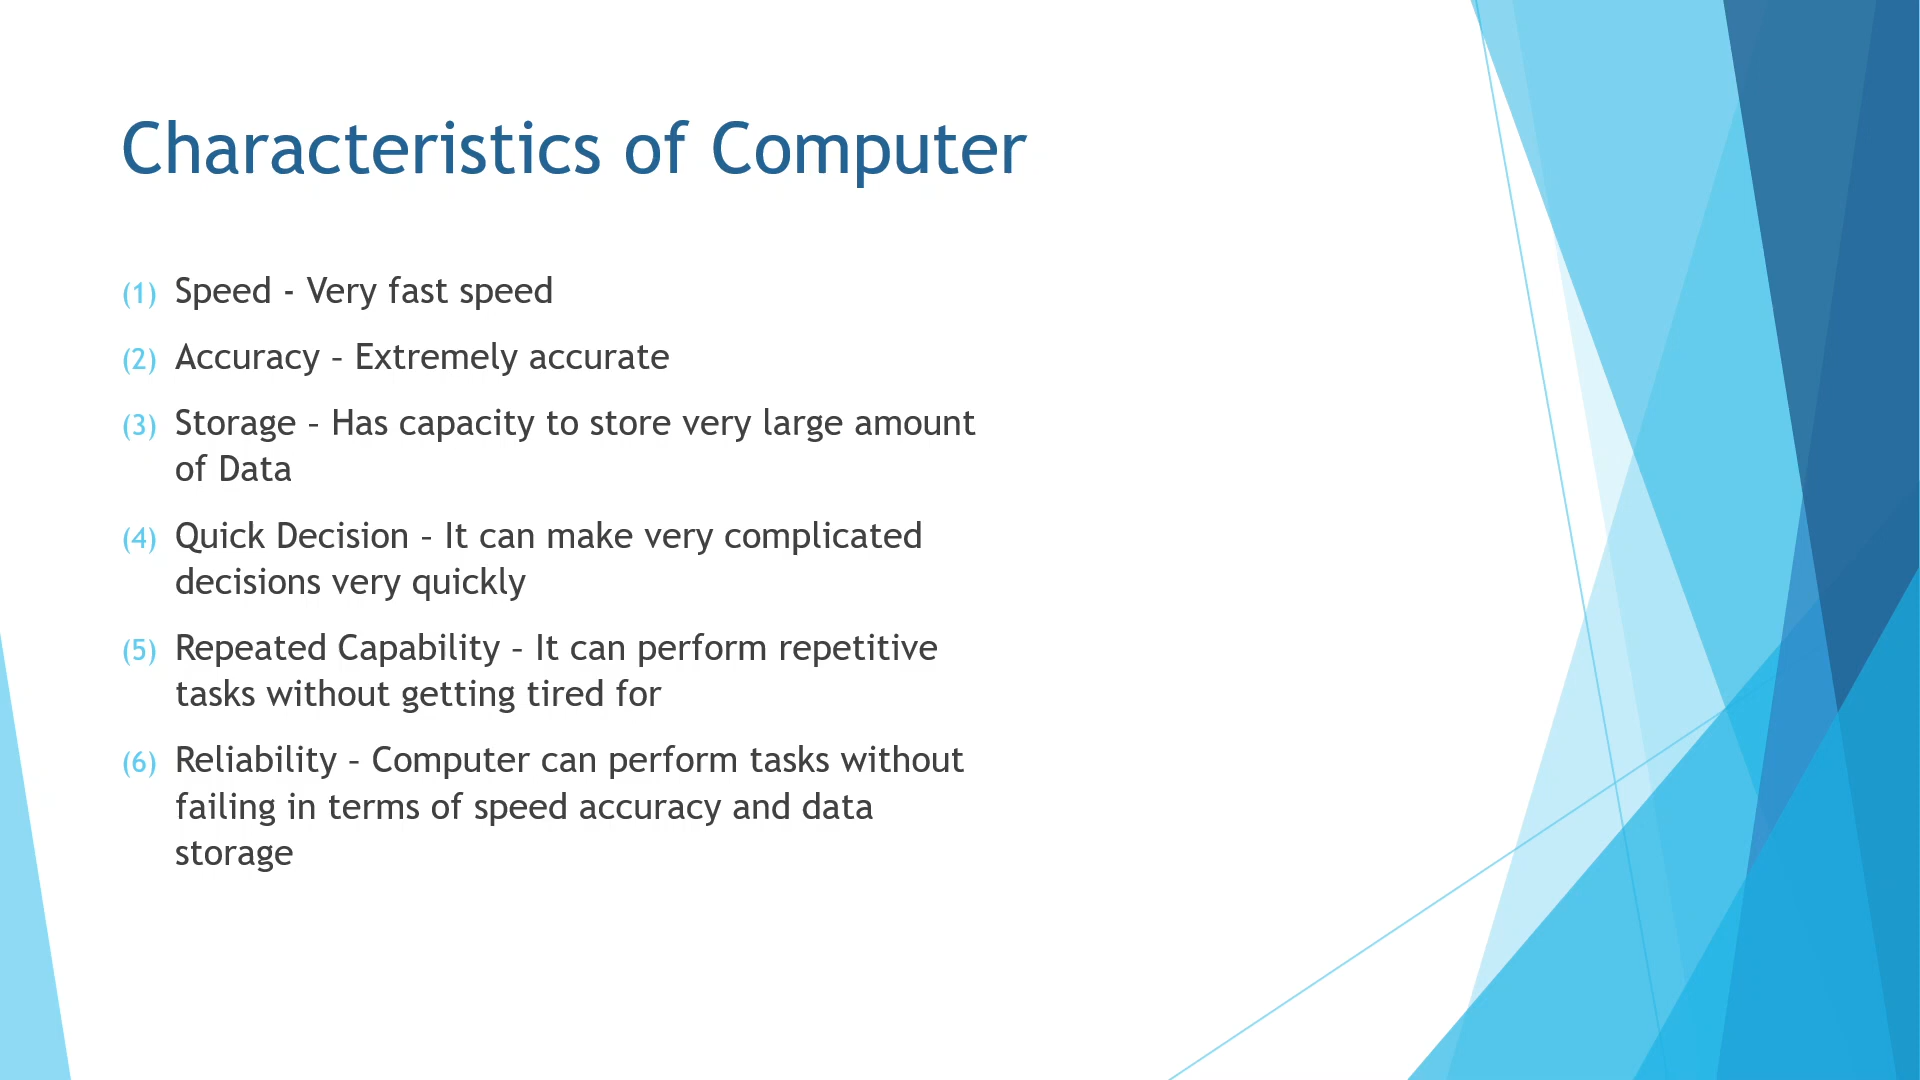 Characteristics of Computer
(1) Speed - Very fast speed
(2) Accuracy – Extremely accurate
(3) Storage – Has capacity to store very large amount
of Data
(4) Quick Decision – It can make very complicated
decisions very quickly
(5) Repeated Capability – It can perform repetitive
tasks without getting tired for
(6) Reliability – Computer can perform tasks without
failing in terms of speed accuracy and data
storage